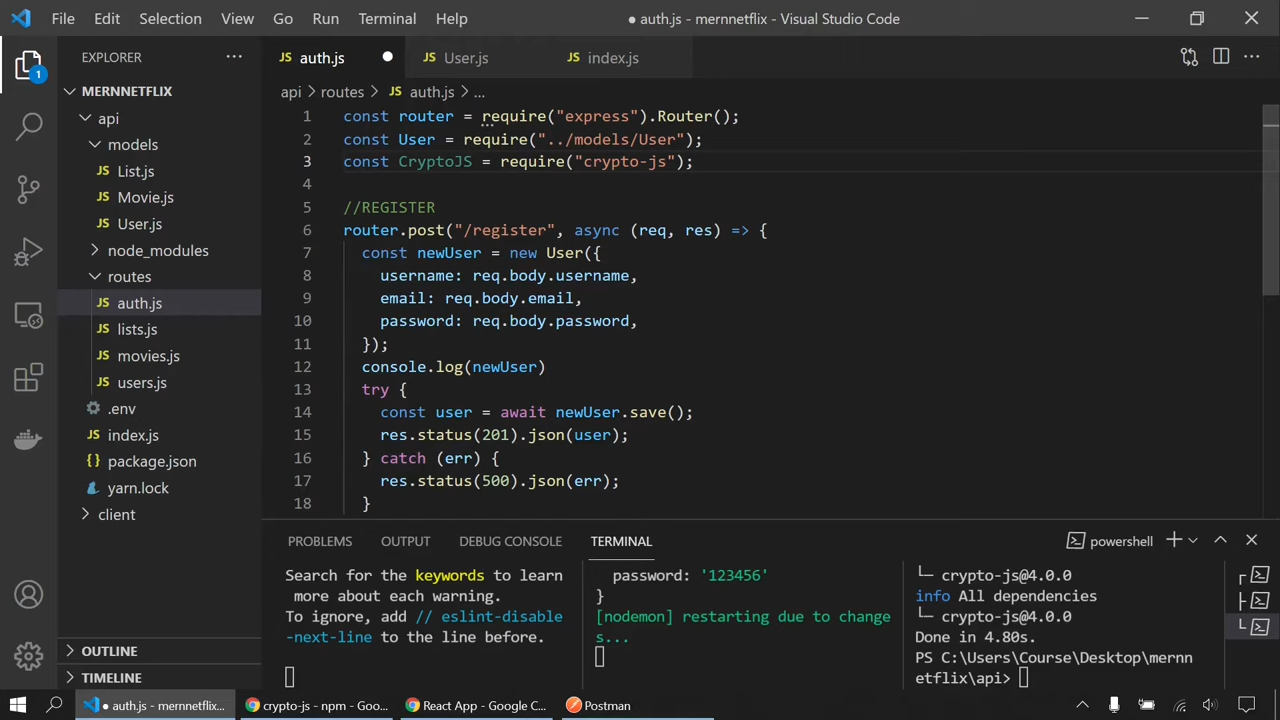 File Edit Selection View Go Run Terminal Help
● auth.js - mernnetflix - Visual Studio Code
EXPLORER
MERNNETFLIX
api
models
JS List.js
JS Movie.js
JS User.js
node_modules
routes
JS auth.js
JS lists.js
JS movies.js
JS users.js
.env
JS index.js
{} package.json
yarn.lock
client
OUTLINE
TIMELINE
1
JS auth.js ●
JS User.js
JS index.js
api > routes > JS auth.js > ...
1 const router = require("express").Router();
2 const User = require("../models/User");
3 const CryptoJS = require("crypto-js");
4
5 //REGISTER
6 router.post("/register", async (req, res) => {
7 const newUser = new User({
8 username: req.body.username,
9 email: req.body.email,
10 password: req.body.password,
11 });
12 console.log(newUser)
13 try {
14 const user = await newUser.save();
15 res.status(201).json(user);
16 } catch (err) {
17 res.status(500).json(err);
18 }
PROBLEMS OUTPUT DEBUG CONSOLE TERMINAL
powershell
Search for the keywords to learn
more about each warning.
To ignore, add // eslint-disable
-next-line to the line before.
password: '123456'
}
[nodemon] restarting due to change
s...
└─ crypto-js@4.0.0
info All dependencies
└─ crypto-js@4.0.0
Done in 4.80s.
PS C:\Users\Course\Desktop\mernn
etflix\api>
● auth.js - mernnetflix...
crypto-js - npm - Goo...
React App - Google C...
Postman